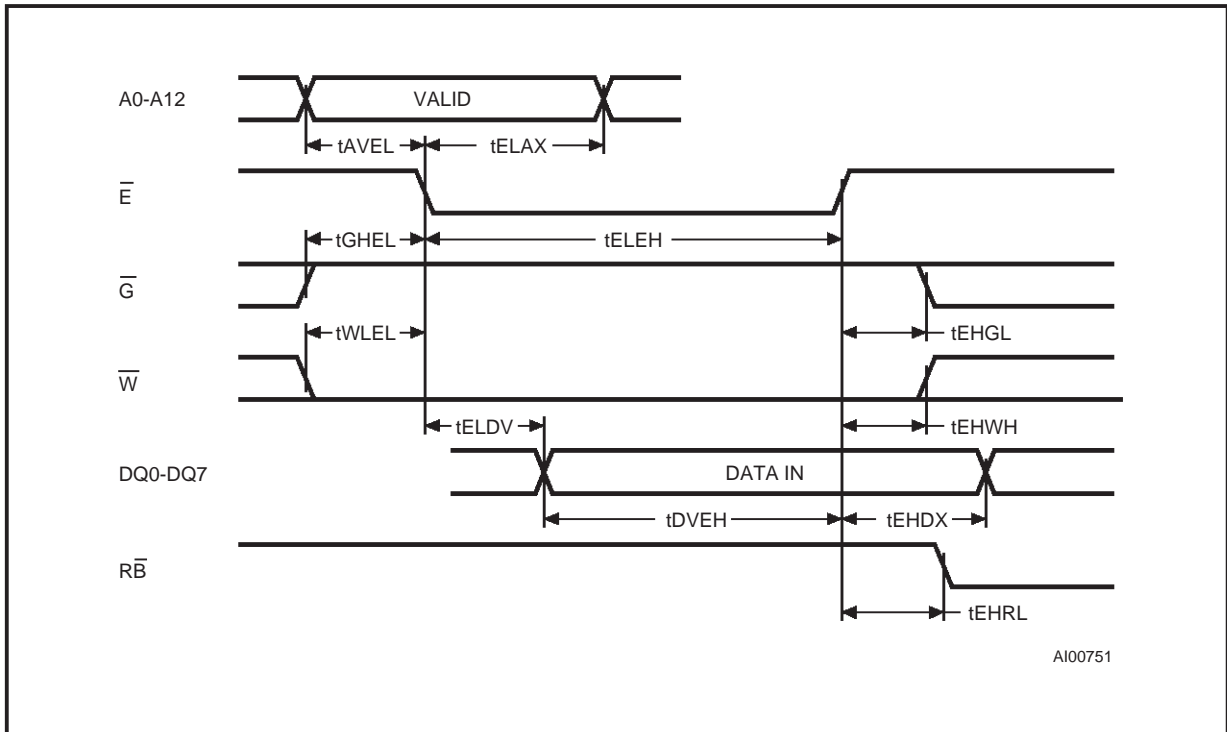 A0-A12
VALID
tAVEL
tELAX
E̅
tGHEL
tELEH
G̅
tWLEL
tEHGL
W̅
tELDV
tEHWH
DQ0-DQ7
DATA IN
tDVEH
tEHDX
RB̅
tEHRL
AI00751